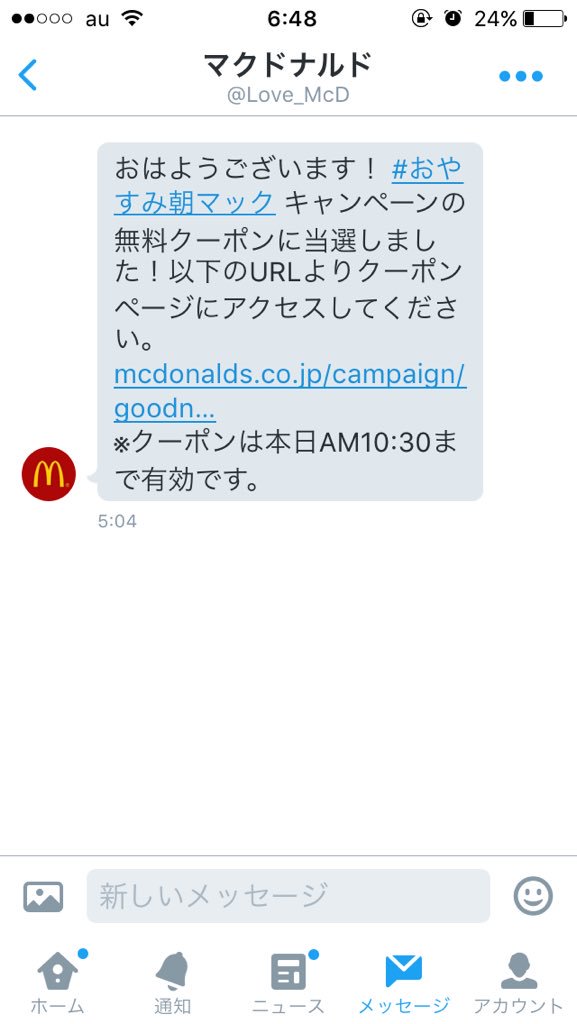 au 6:48 24%
マクドナルド
@Love_McD
おはようございます！ #おや
すみ朝マック キャンペーンの
無料クーポンに当選しまし
た！以下のURLよりクーポン
ページにアクセスしてくださ
い。
mcdonalds.co.jp/campaign/
goodn...
※クーポンは本日AM10:30ま
で有効です。
5:04
新しいメッセージ
ホーム 通知 ニュース メッセージ アカウント